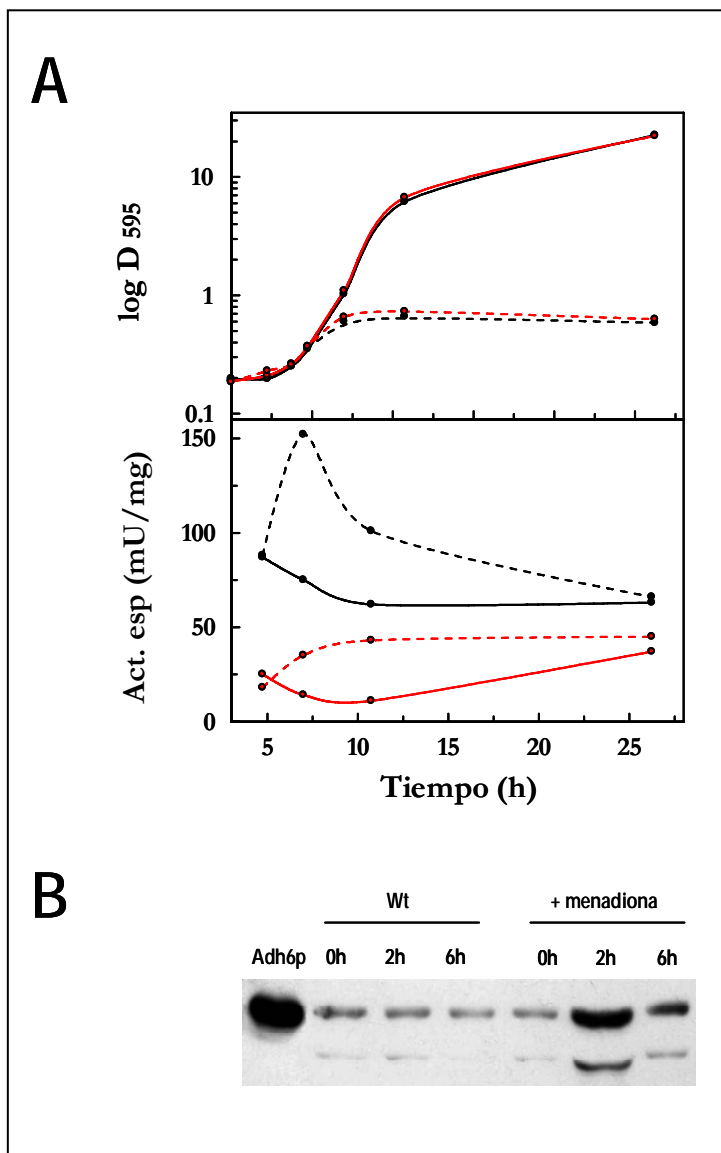 A
log D 595
10
1
0.1
Act. esp (mU/mg)
150
100
50
0
5 10 15 20 25
Tiempo (h)
B
Wt + menadiona
Adh6p 0h 2h 6h 0h 2h 6h